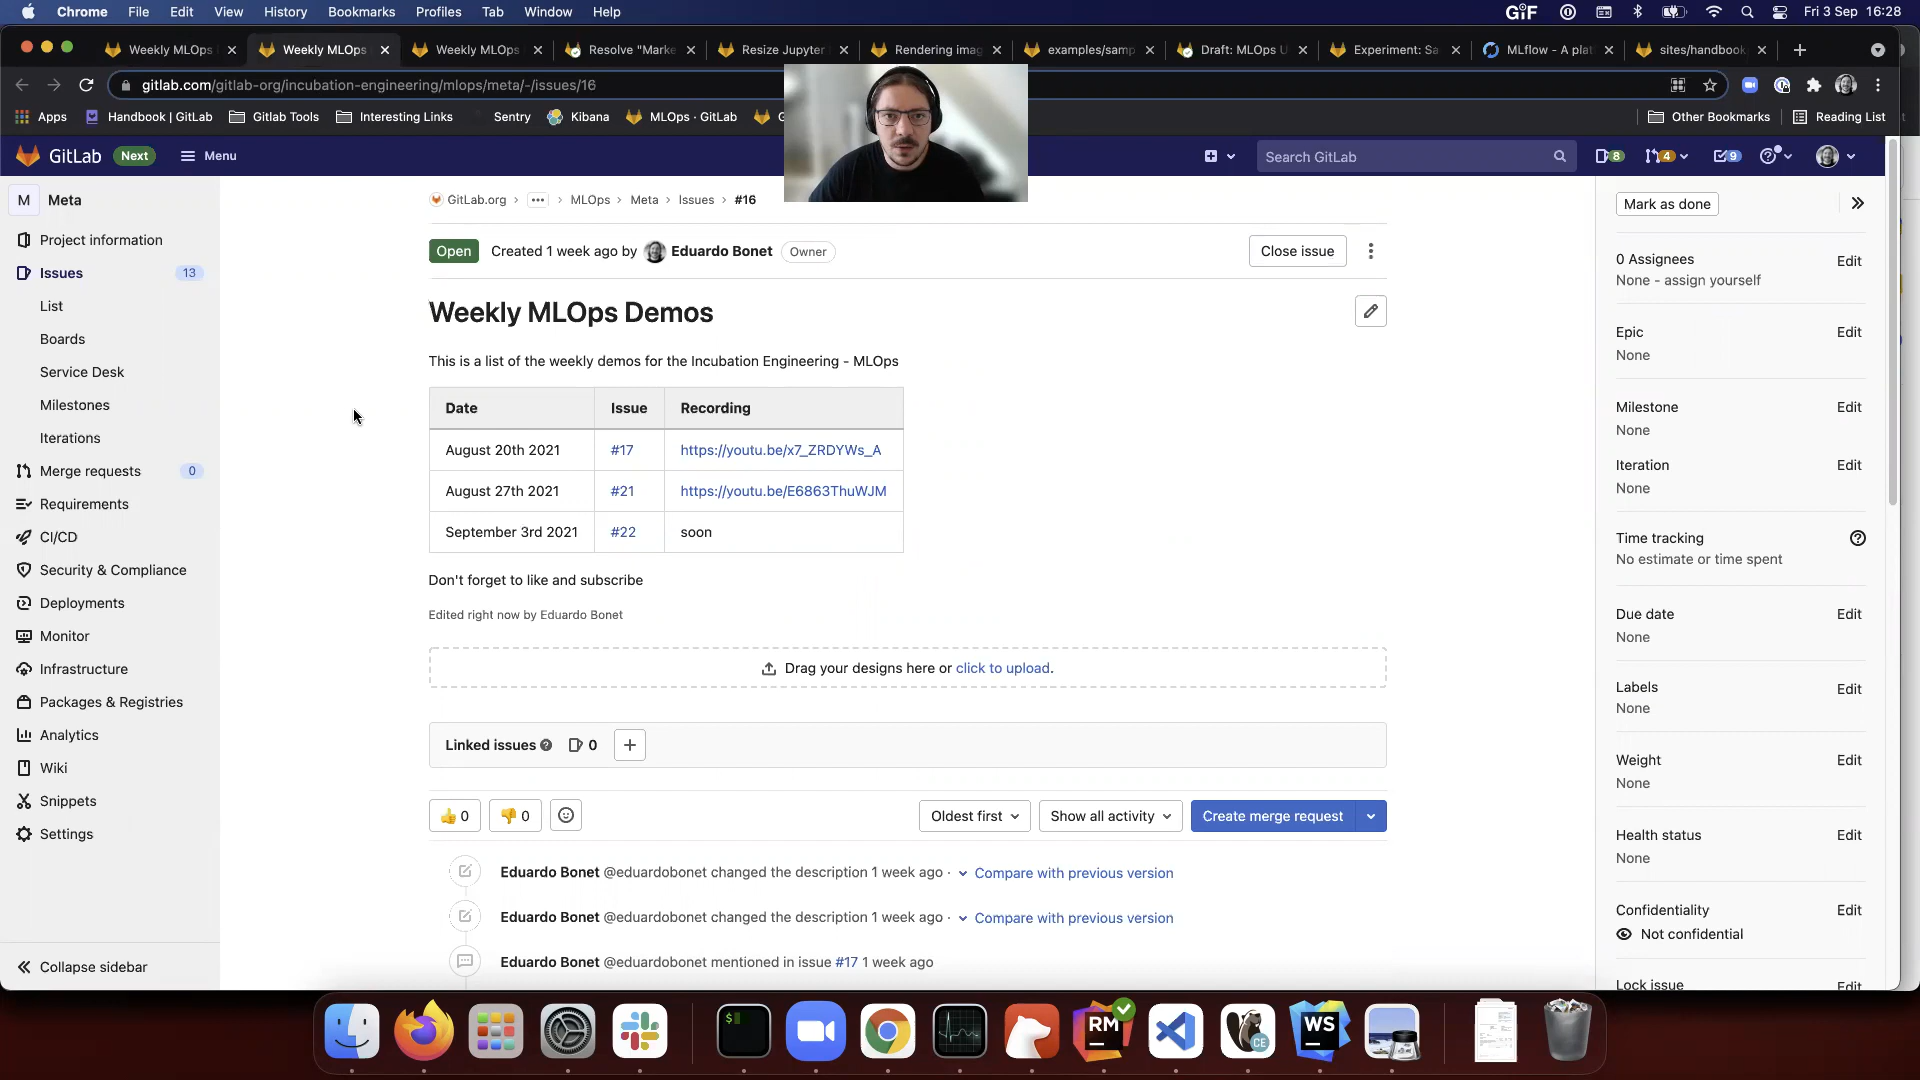 Chrome File Edit View History Bookmarks Profiles Tab Window Help GIF Fri 3 Sep 16:28
Weekly MLOps Weekly MLOps Weekly MLOps Resolve "Marke Resize Jupyter Rendering imag examples/samp Draft: MLOps U Experiment: Sa MLflow - A plat sites/handbook
gitlab.com/gitlab-org/incubation-engineering/mlops/meta/-/issues/16
Apps Handbook | GitLab Gitlab Tools Interesting Links Sentry Kibana MLOps · GitLab G Other Bookmarks Reading List
GitLab Next Menu Search GitLab 8 4 9
M Meta
Project information
Issues 13
List
Boards
Service Desk
Milestones
Iterations
Merge requests 0
Requirements
CI/CD
Security & Compliance
Deployments
Monitor
Infrastructure
Packages & Registries
Analytics
Wiki
Snippets
Settings
Collapse sidebar
GitLab.org > ••• > MLOps > Meta > Issues > #16
Open Created 1 week ago by Eduardo Bonet Owner Close issue
Weekly MLOps Demos
This is a list of the weekly demos for the Incubation Engineering - MLOps
Date Issue Recording
August 20th 2021 #17 https://youtu.be/x7_ZRDYWs_A
August 27th 2021 #21 https://youtu.be/E6863ThuWJM
September 3rd 2021 #22 soon
Don't forget to like and subscribe
Edited right now by Eduardo Bonet
Drag your designs here or click to upload.
Linked issues 0
0 0 Oldest first Show all activity Create merge request
Eduardo Bonet @eduardobonet changed the description 1 week ago · Compare with previous version
Eduardo Bonet @eduardobonet changed the description 1 week ago · Compare with previous version
Eduardo Bonet @eduardobonet mentioned in issue #17 1 week ago
Mark as done
0 Assignees Edit
None - assign yourself
Epic Edit
None
Milestone Edit
None
Iteration Edit
None
Time tracking
No estimate or time spent
Due date Edit
None
Labels Edit
None
Weight Edit
None
Health status Edit
None
Confidentiality Edit
Not confidential
Lock issue Edit
$ RM CE WS